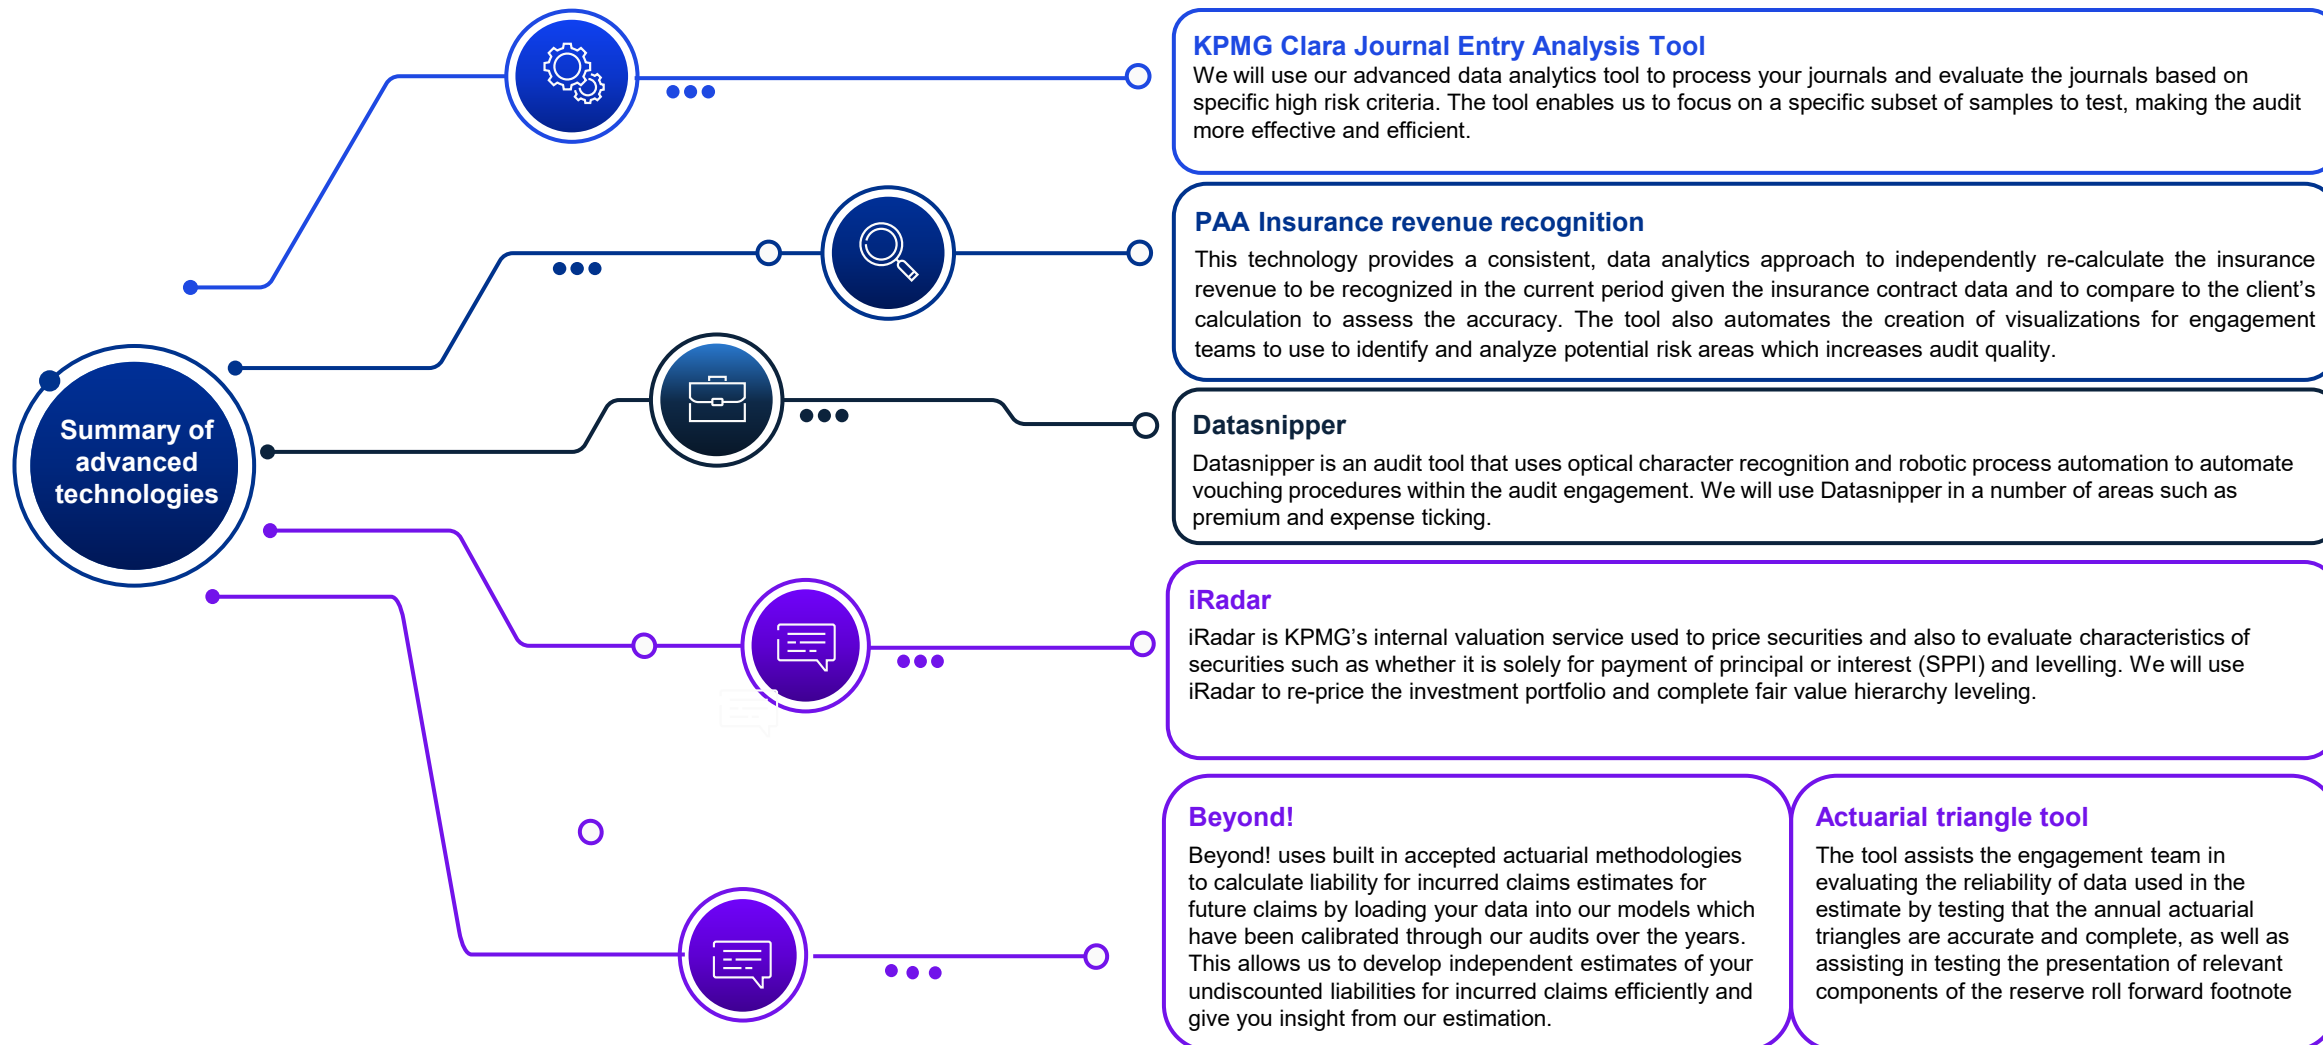 KPMG Clara Journal Entry Analysis Tool
We will use our advanced data analytics tool to process your journals and evaluate the journals based on
specific high risk criteria. The tool enables us to focus on a specific subset of samples to test, making the audit
more effective and efficient.
PAA Insurance revenue recognition
This technology provides a consistent, data analytics approach to independently re-calculate the insurance
revenue to be recognized in the current period given the insurance contract data and to compare to the client’s
calculation to assess the accuracy. The tool also automates the creation of visualizations for engagement
teams to use to identify and analyze potential risk areas which increases audit quality.
Summary of
advanced
technologies
Datasnipper
Datasnipper is an audit tool that uses optical character recognition and robotic process automation to automate
vouching procedures within the audit engagement. We will use Datasnipper in a number of areas such as
premium and expense ticking.
iRadar
iRadar is KPMG’s internal valuation service used to price securities and also to evaluate characteristics of
securities such as whether it is solely for payment of principal or interest (SPPI) and levelling. We will use
iRadar to re-price the investment portfolio and complete fair value hierarchy leveling.
Beyond!
Beyond! uses built in accepted actuarial methodologies
to calculate liability for incurred claims estimates for
future claims by loading your data into our models which
have been calibrated through our audits over the years.
This allows us to develop independent estimates of your
undiscounted liabilities for incurred claims efficiently and
give you insight from our estimation.
Actuarial triangle tool
The tool assists the engagement team in
evaluating the reliability of data used in the
estimate by testing that the annual actuarial
triangles are accurate and complete, as well as
assisting in testing the presentation of relevant
components of the reserve roll forward footnote